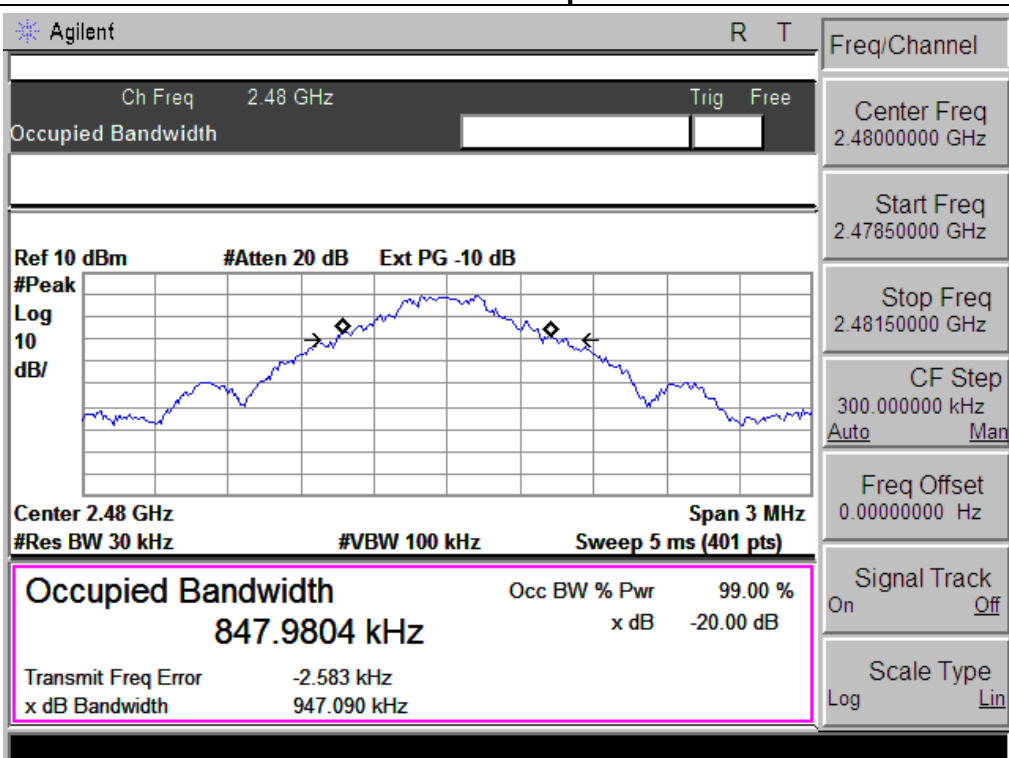 Agilent R T
Freq/Channel
Ch Freq 2.48 GHz Trig Free
Occupied Bandwidth
Center Freq
2.48000000 GHz
Start Freq
2.47850000 GHz
Stop Freq
2.48150000 GHz
CF Step
300.000000 kHz
Auto Man
Freq Offset
0.00000000 Hz
Signal Track
On Off
Scale Type
Log Lin
Ref 10 dBm #Atten 20 dB Ext PG -10 dB
#Peak
Log
10
dB/
Center 2.48 GHz Span 3 MHz
#Res BW 30 kHz #VBW 100 kHz Sweep 5 ms (401 pts)
Occupied Bandwidth Occ BW % Pwr 99.00 %
847.9804 kHz x dB -20.00 dB
Transmit Freq Error -2.583 kHz
x dB Bandwidth 947.090 kHz